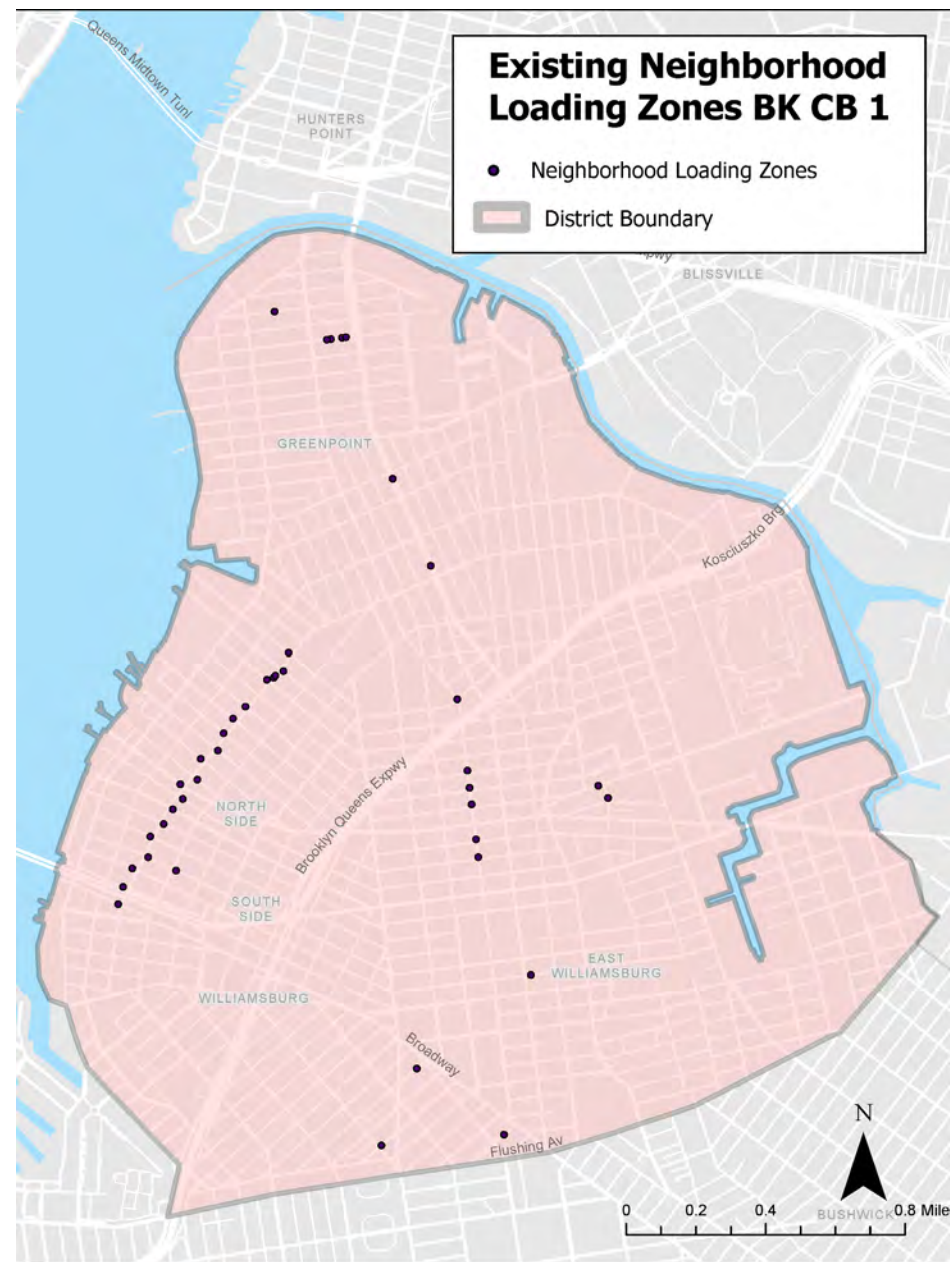 Queens Midtown Tunl
HUNTERS
POINT
Existing Neighborhood
Loading Zones BK CB 1
Neighborhood Loading Zones
District Boundary
BLISSVILLE
GREENPOINT
Kosciuszko Brg
Brooklyn Queens Expwy
NORTH
SIDE
SOUTH
SIDE
EAST
WILLIAMSBURG
WILLIAMSBURG
Broadway
Flushing Av
N
BUSHWICK
0 0.2 0.4 0.8 Mile